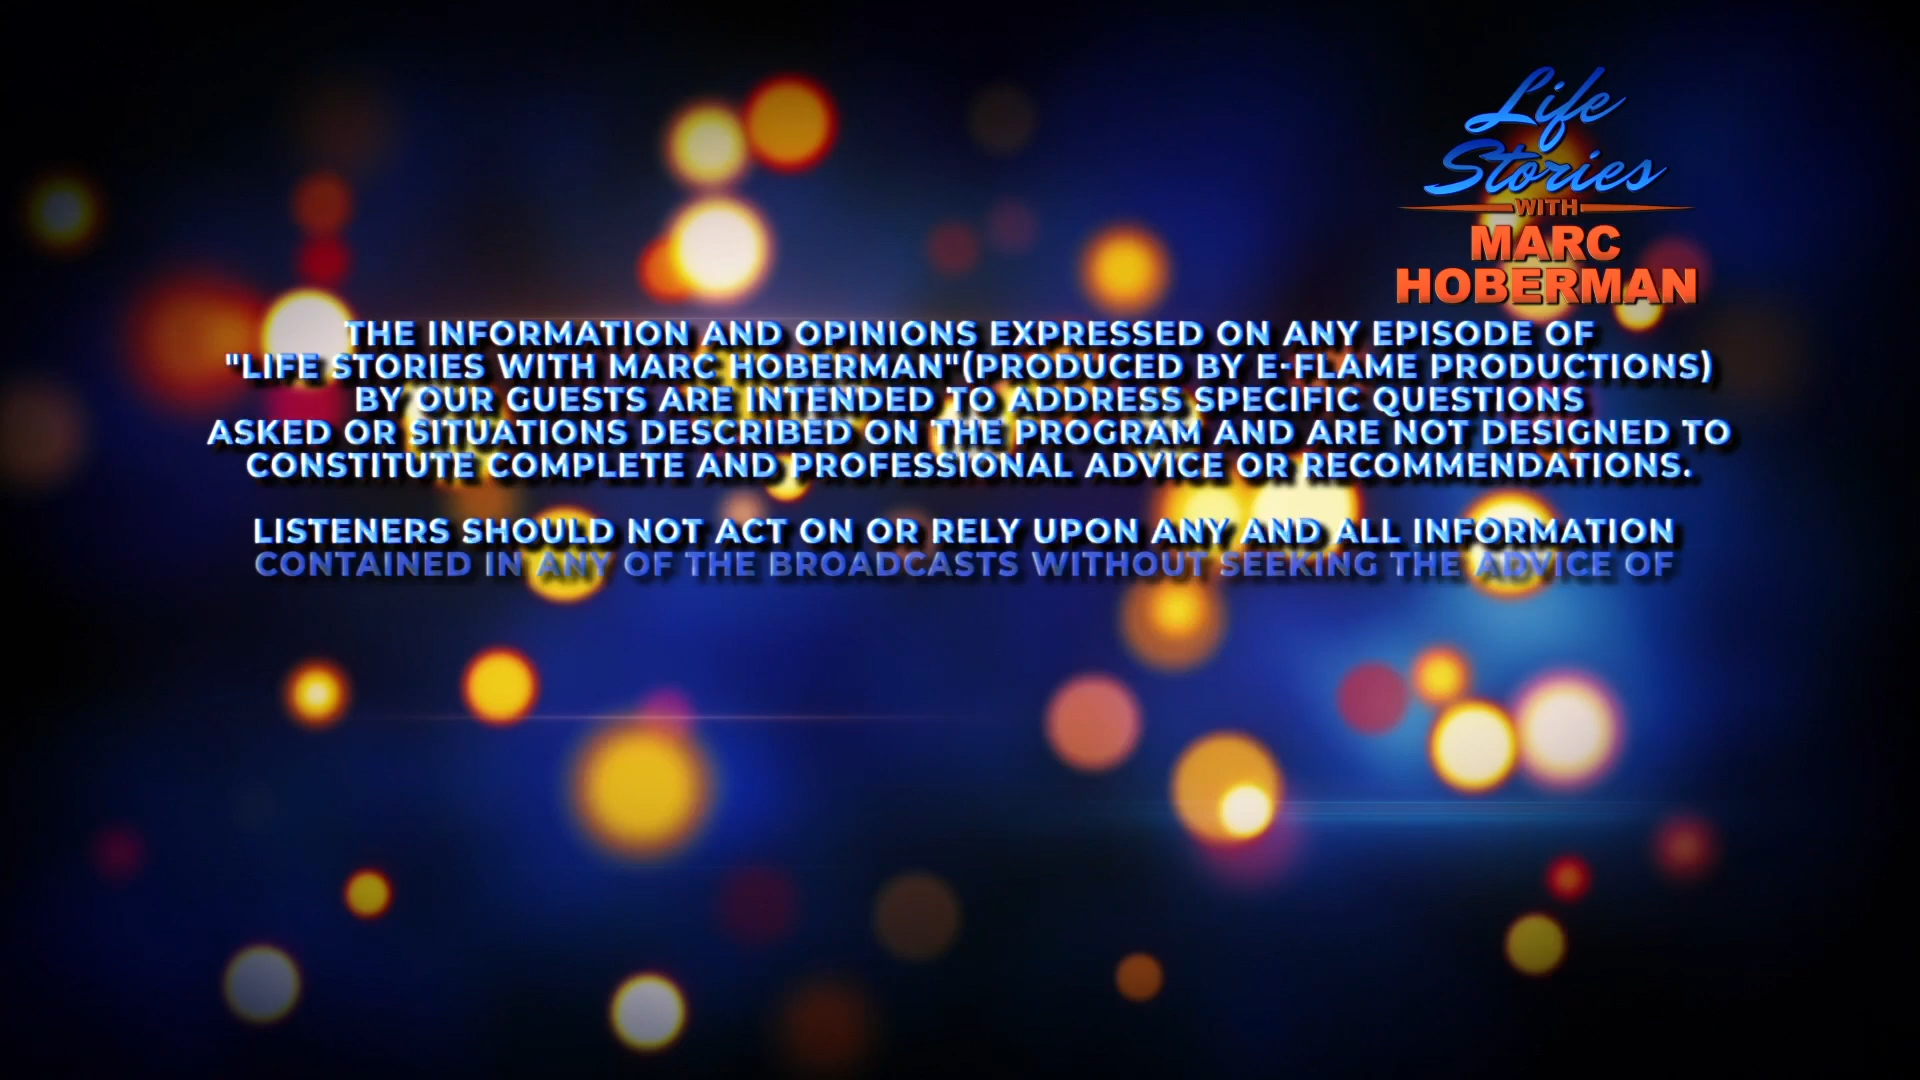 Life
Stories
WITH
MARC
HOBERMAN
THE INFORMATION AND OPINIONS EXPRESSED ON ANY EPISODE OF
"LIFE STORIES WITH MARC HOBERMAN"(PRODUCED BY E-FLAME PRODUCTIONS)
BY OUR GUESTS ARE INTENDED TO ADDRESS SPECIFIC QUESTIONS
ASKED OR SITUATIONS DESCRIBED ON THE PROGRAM AND ARE NOT DESIGNED TO
CONSTITUTE COMPLETE AND PROFESSIONAL ADVICE OR RECOMMENDATIONS.
LISTENERS SHOULD NOT ACT ON OR RELY UPON ANY AND ALL INFORMATION
CONTAINED IN ANY OF THE BROADCASTS WITHOUT SEEKING THE ADVICE OF